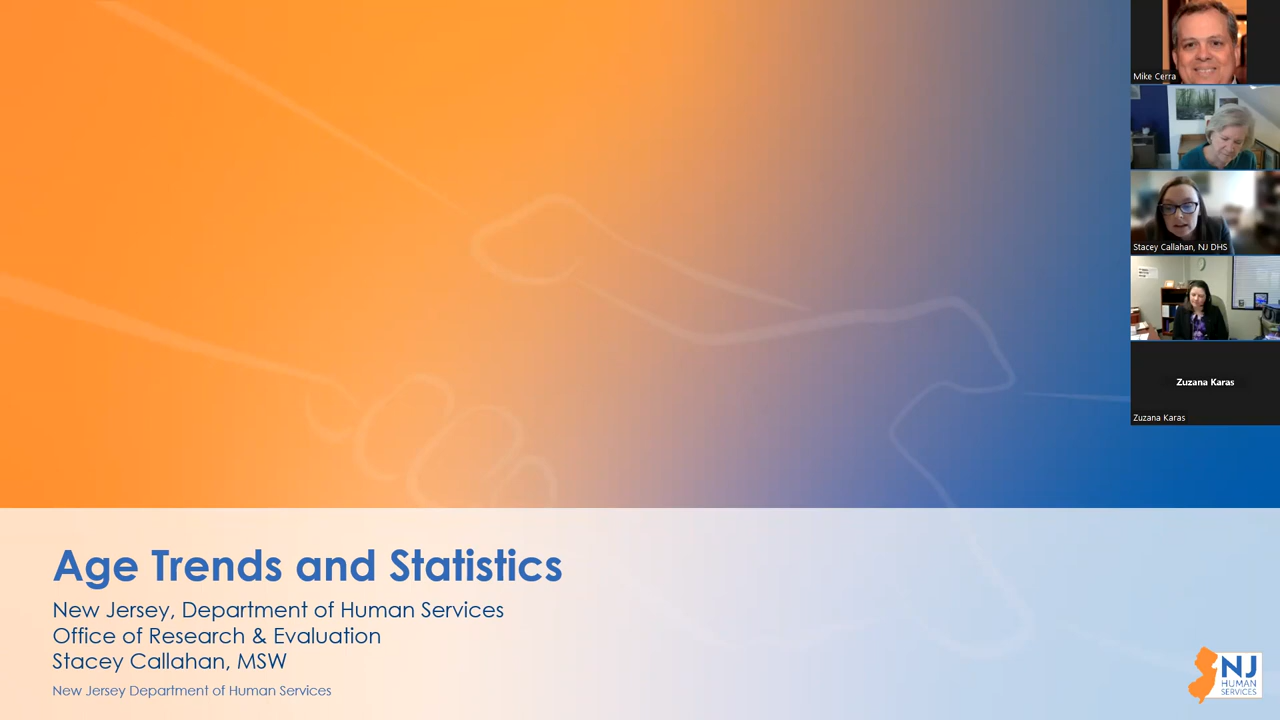 Mike Cerra
Stacey Callahan, NJ DHS
Zuzana Karas
Zuzana Karas
Age Trends and Statistics
New Jersey, Department of Human Services
Office of Research & Evaluation
Stacey Callahan, MSW
New Jersey Department of Human Services
NJ
HUMAN
SERVICES